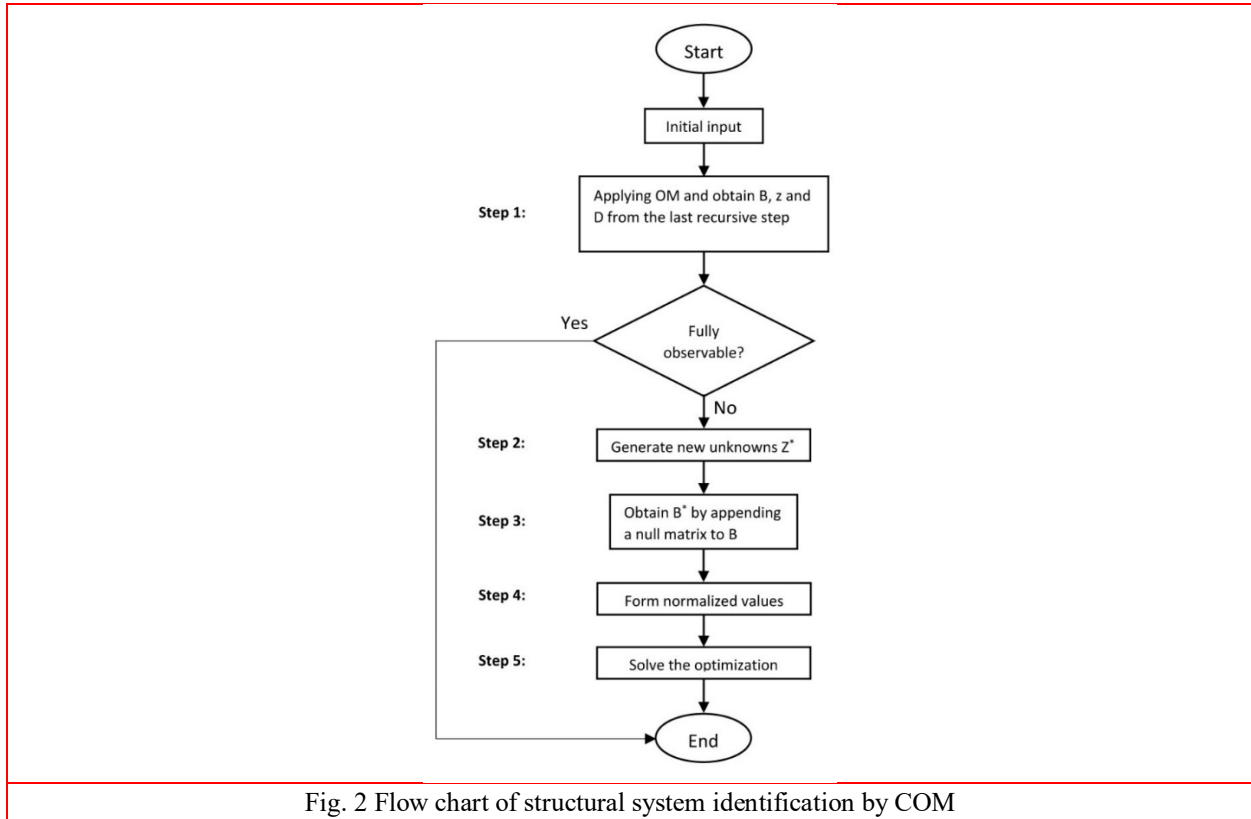 Start
Initial input
Step 1:
Applying OM and obtain B, z and
D from the last recursive step
Yes
Fully
observable?
No
Step 2:
Generate new unknowns Z*
Step 3:
Obtain B* by appending
a null matrix to B
Step 4:
Form normalized values
Step 5:
Solve the optimization
End
Fig. 2 Flow chart of structural system identification by COM